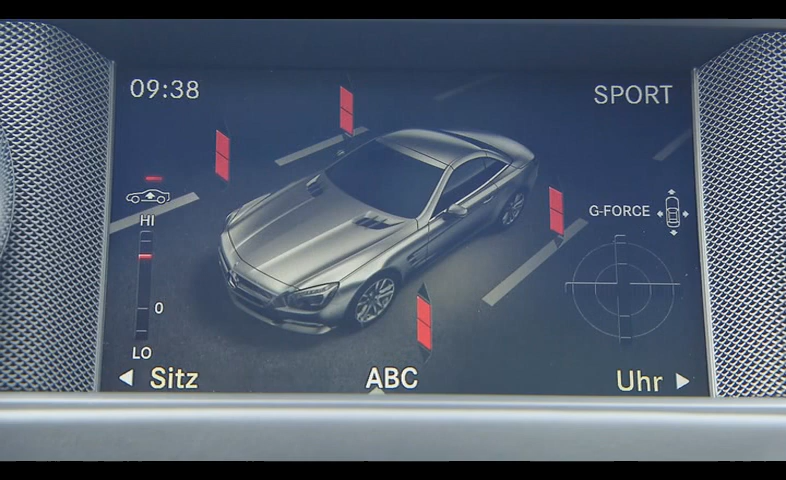 09:38
SPORT
G-FORCE
HI
0
LO
◀ Sitz
ABC
Uhr ▶